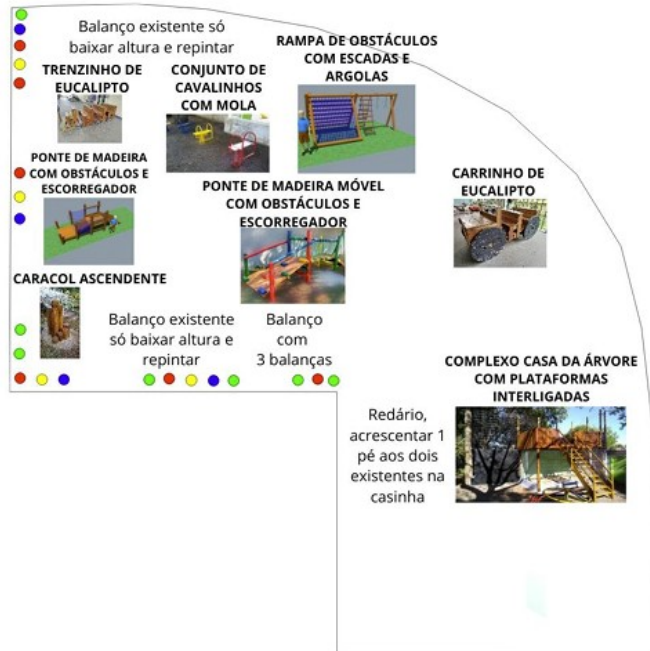 Balanço existente só
baixar altura e repintar
RAMPA DE OBSTÁCULOS
COM ESCADAS E
ARGOLAS
TRENZINHO DE
EUCALIPTO
CONJUNTO DE
CAVALINHOS
COM MOLA
PONTE DE MADEIRA
COM OBSTÁCULOS E
ESCORREGADOR
PONTE DE MADEIRA MÓVEL
COM OBSTÁCULOS E
ESCORREGADOR
CARRINHO DE
EUCALIPTO
CARACOL ASCENDENTE
Balanço existente
só baixar altura e
repintar
Balanço
com
3 balanças
COMPLEXO CASA DA ÁRVORE
COM PLATAFORMAS
INTERLIGADAS
Redário,
acrescentar 1
pé aos dois
existentes na
casinha